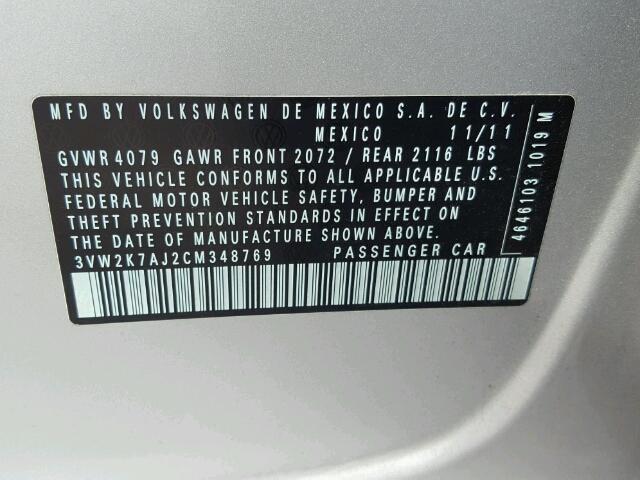 MFD BY VOLKSWAGEN DE MEXICO S.A. DE C.V.
MEXICO 11/11
GVWR 4079 GAWR FRONT 2072 / REAR 2116 LBS
THIS VEHICLE CONFORMS TO ALL APPLICABLE U.S.
FEDERAL MOTOR VEHICLE SAFETY, BUMPER AND
THEFT PREVENTION STANDARDS IN EFFECT ON
THE DATE OF MANUFACTURE SHOWN ABOVE.
3VW2K7AJ2CM348769 PASSENGER CAR
4646103 1019 M